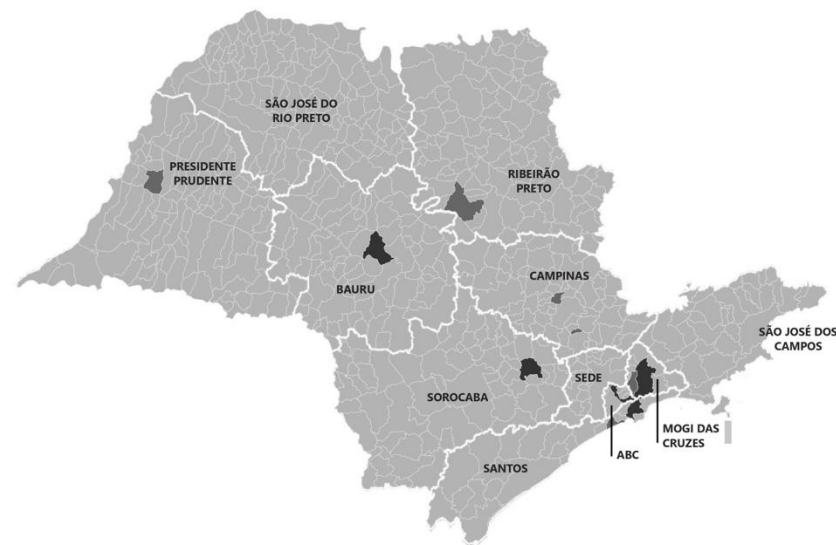 SÃO JOSÉ DO
RIO PRETO
PRESIDENTE
PRUDENTE
RIBEIRÃO
PRETO
BAURU
CAMPINAS
SÃO JOSÉ DOS
CAMPOS
SOROCABA
SEDE
MOGI DAS
CRUZES
ABC
SANTOS